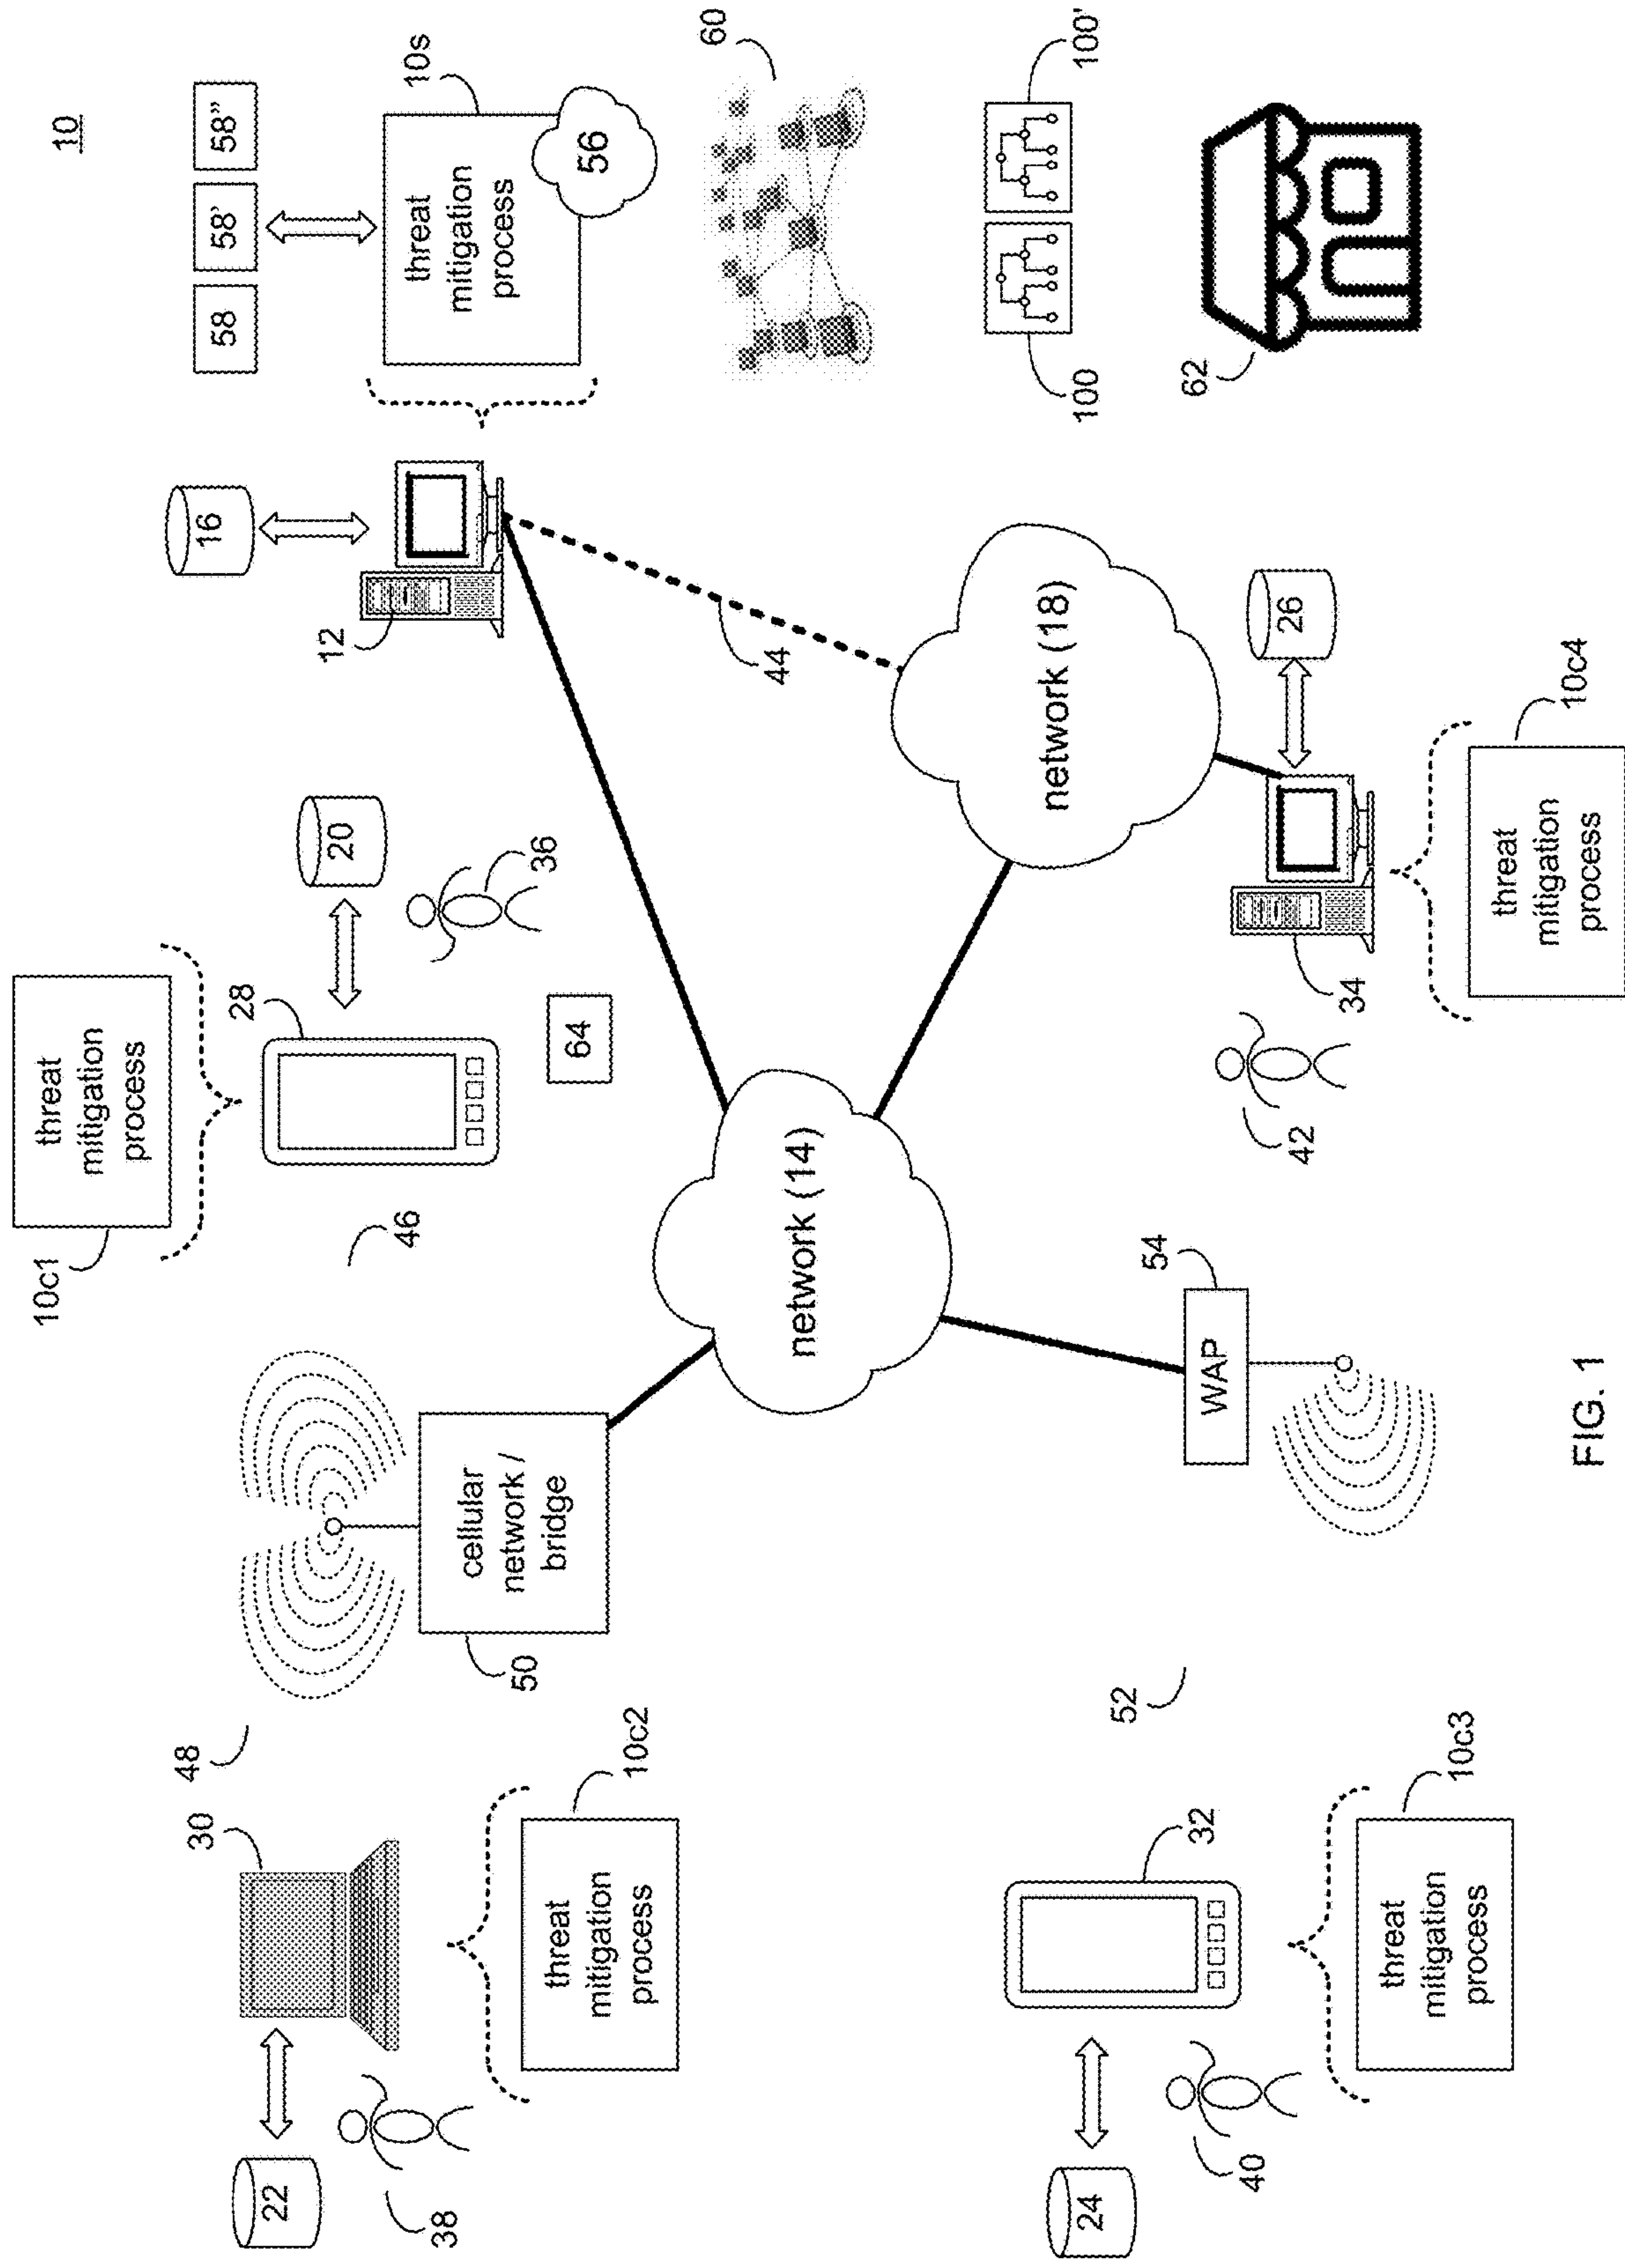 10
58
58'
58"
10s
threat
mitigation
process
56
16
12
60
100
100'
62
10c1
threat
mitigation
process
28
20
36
64
46
44
48
30
22
38
10c2
threat
mitigation
process
cellular
network /
bridge
50
network (14)
network (18)
26
34
42
10c4
threat
mitigation
process
54
WAP
52
32
24
40
10c3
threat
mitigation
process
FIG. 1